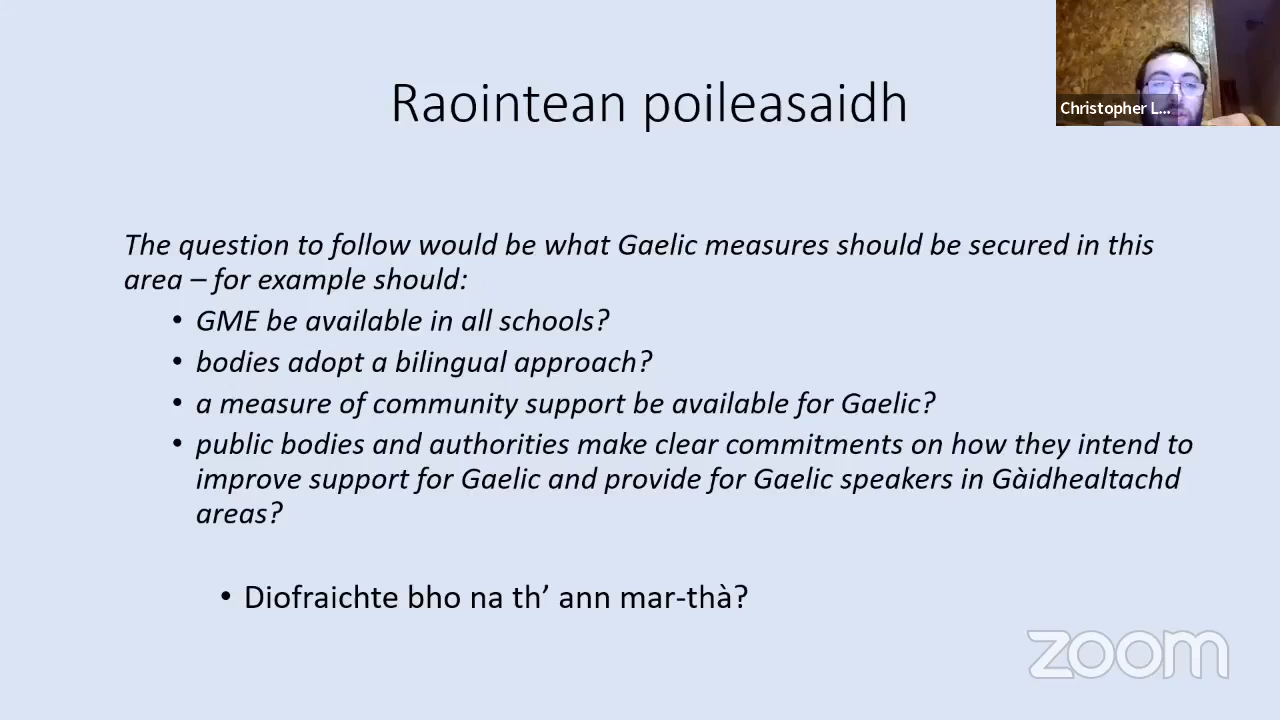 Raointean poileasaidh
Christopher L...
The question to follow would be what Gaelic measures should be secured in this
area – for example should:
• GME be available in all schools?
• bodies adopt a bilingual approach?
• a measure of community support be available for Gaelic?
• public bodies and authorities make clear commitments on how they intend to
improve support for Gaelic and provide for Gaelic speakers in Gàidhealtachd
areas?
• Diofraichte bho na th’ ann mar-thà?
zoom